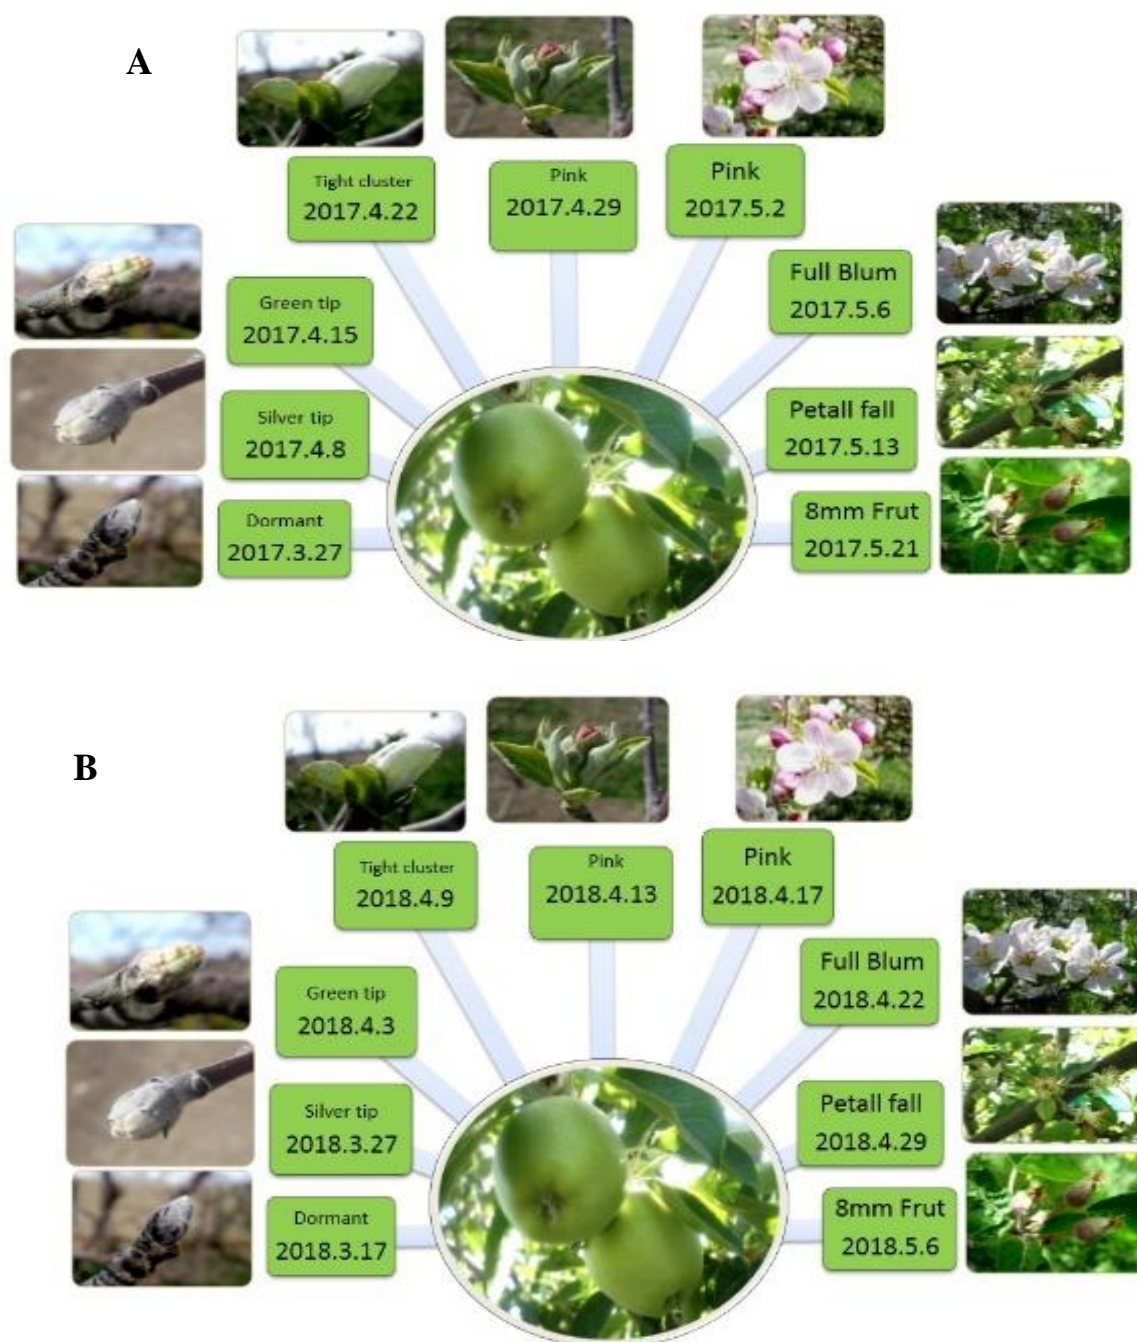 A
Tight cluster
2017.4.22
Pink
2017.4.29
Pink
2017.5.2
Full Blum
2017.5.6
Green tip
2017.4.15
Silver tip
2017.4.8
Petall fall
2017.5.13
Dormant
2017.3.27
8mm Frut
2017.5.21
B
Tight cluster
2018.4.9
Pink
2018.4.13
Pink
2018.4.17
Full Blum
2018.4.22
Green tip
2018.4.3
Silver tip
2018.3.27
Petall fall
2018.4.29
Dormant
2018.3.17
8mm Frut
2018.5.6